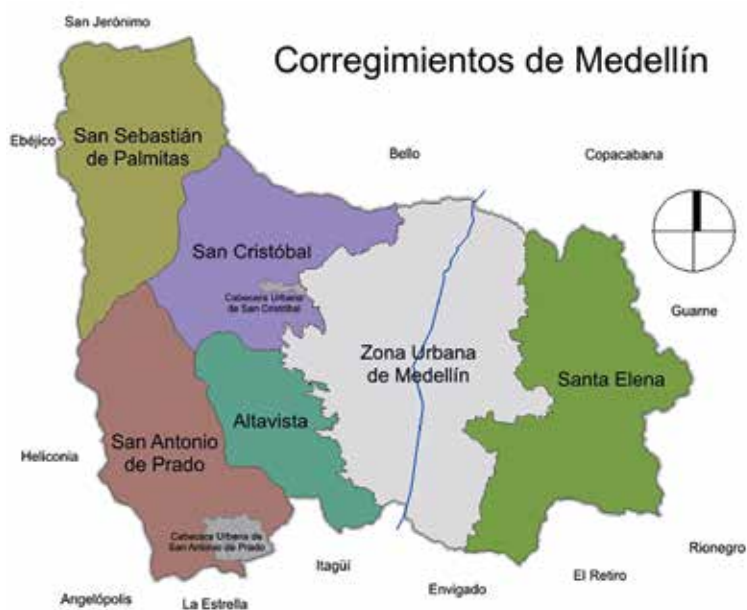 San Jerónimo
Corregimientos de Medellín
Ebéjico
San Sebastián
de Palmitas
Bello
Copacabana
San Cristóbal
Cabecera Urbana
de San Cristóbal
Guarne
Zona Urbana
de Medellín
Santa Elena
Altavista
San Antonio
de Prado
Heliconia
Cabecera Urbana de
San Antonio de Prado
Itagüí
Rionegro
El Retiro
Envigado
Angelópolis
La Estrella